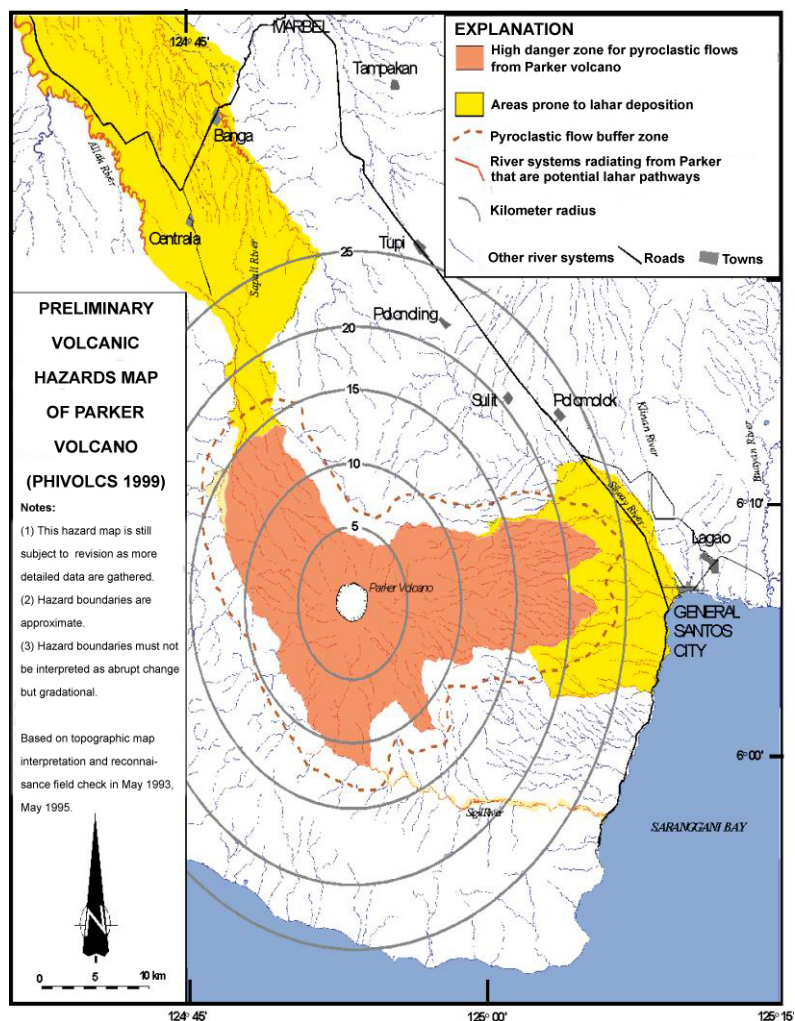 EXPLANATION
High danger zone for pyroclastic flows
from Parker volcano
Areas prone to lahar deposition
Pyroclastic flow buffer zone
River systems radiating from Parker
that are potential lahar pathways
Kilometer radius
Other river systems
Roads
Towns
124° 45'
MARBEL
Tampakan
Banga
Allah River
Centrala
Sapali River
Tupi
25
Polonding
20
15
Sulit
Polomolok
Klinan River
Buayan River
10
Siluay River
6° 10'
5
Lagao
Parker Volcano
GENERAL
SANTOS
CITY
6° 00'
Sigil River
SARANGGANI BAY
PRELIMINARY
VOLCANIC
HAZARDS MAP
OF PARKER
VOLCANO
(PHIVOLCS 1999)
Notes:
(1) This hazard map is still
subject to revision as more
detailed data are gathered.
(2) Hazard boundaries are
approximate.
(3) Hazard boundaries must not
be interpreted as abrupt change
but gradational.
Based on topographic map
interpretation and reconnai-
sance field check in May 1993,
May 1995.
N
0 5 10 km
124° 45'
125° 00'
125° 15'